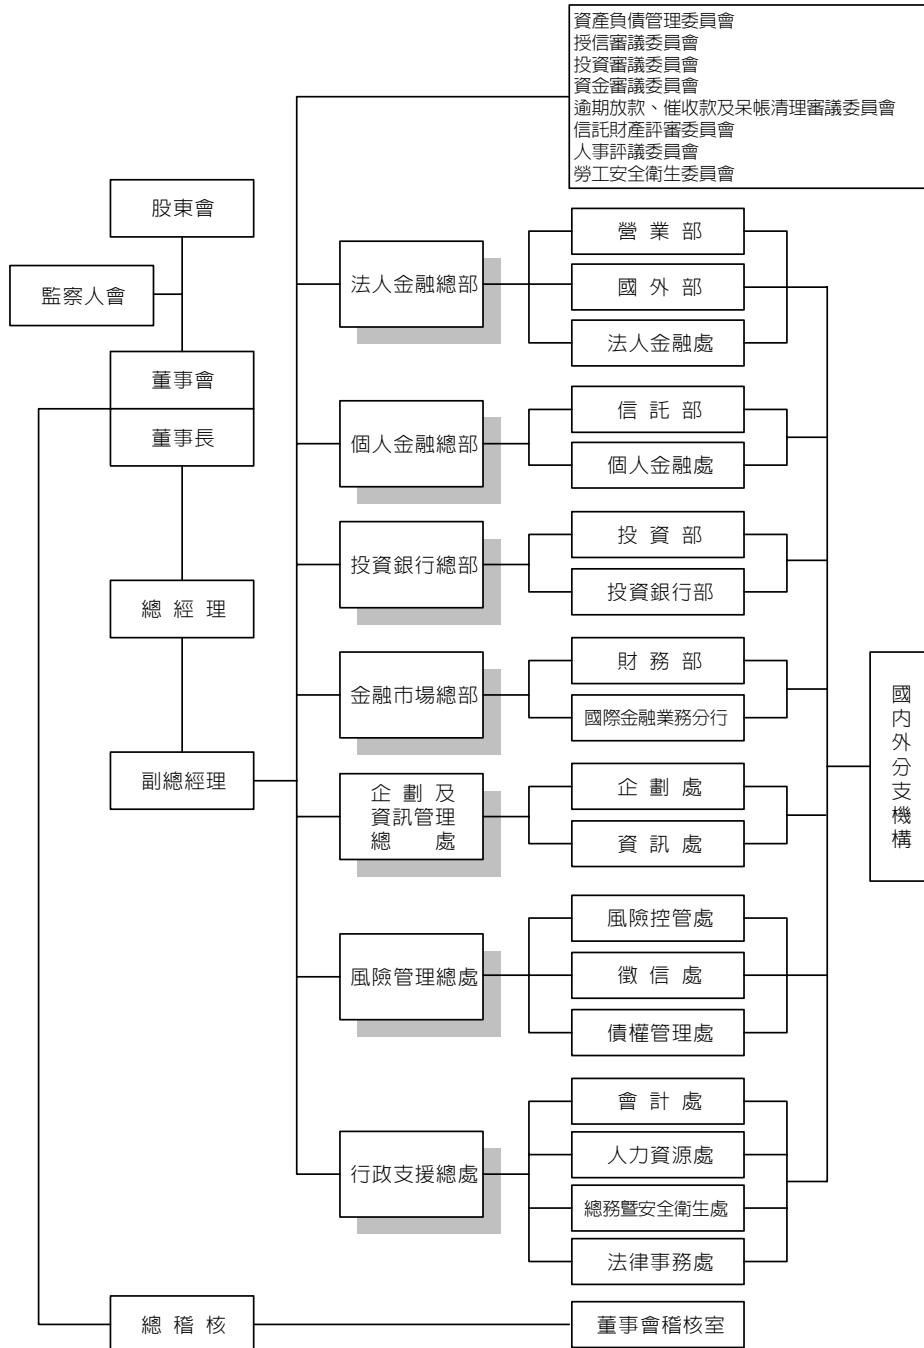 資產負債管理委員會
授信審議委員會
投資審議委員會
資金審議委員會
逾期放款、催收款及呆帳清理審議委員會
信託財產評審委員會
人事評議委員會
勞工安全衛生委員會
股東會
監察人會
董事會
董事長
總經理
副總經理
法人金融總部
營業部
國外部
法人金融處
個人金融總部
信託部
個人金融處
投資銀行總部
投資部
投資銀行部
金融市場總部
財務部
國際金融業務分行
企劃及
資訊管理
總處
企劃處
資訊處
風險管理總處
風險控管處
徵信處
債權管理處
行政支援總處
會計處
人力資源處
總務暨安全衛生處
法律事務處
國內外分支機構
總稽核
董事會稽核室